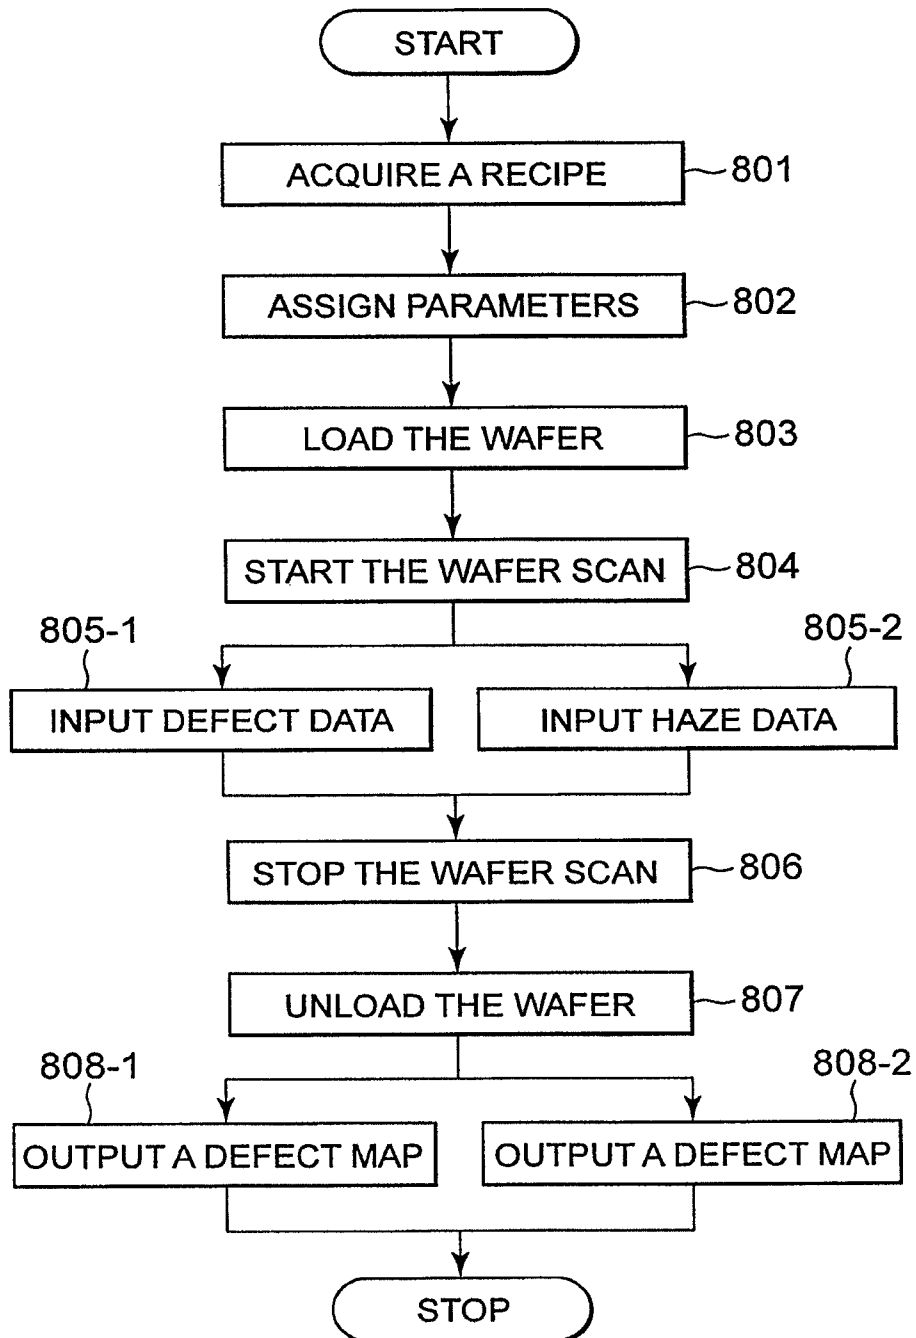 START
ACQUIRE A RECIPE
801
ASSIGN PARAMETERS
802
LOAD THE WAFER
803
START THE WAFER SCAN
804
805-1
805-2
INPUT DEFECT DATA
INPUT HAZE DATA
STOP THE WAFER SCAN
806
UNLOAD THE WAFER
807
808-1
808-2
OUTPUT A DEFECT MAP
OUTPUT A DEFECT MAP
STOP